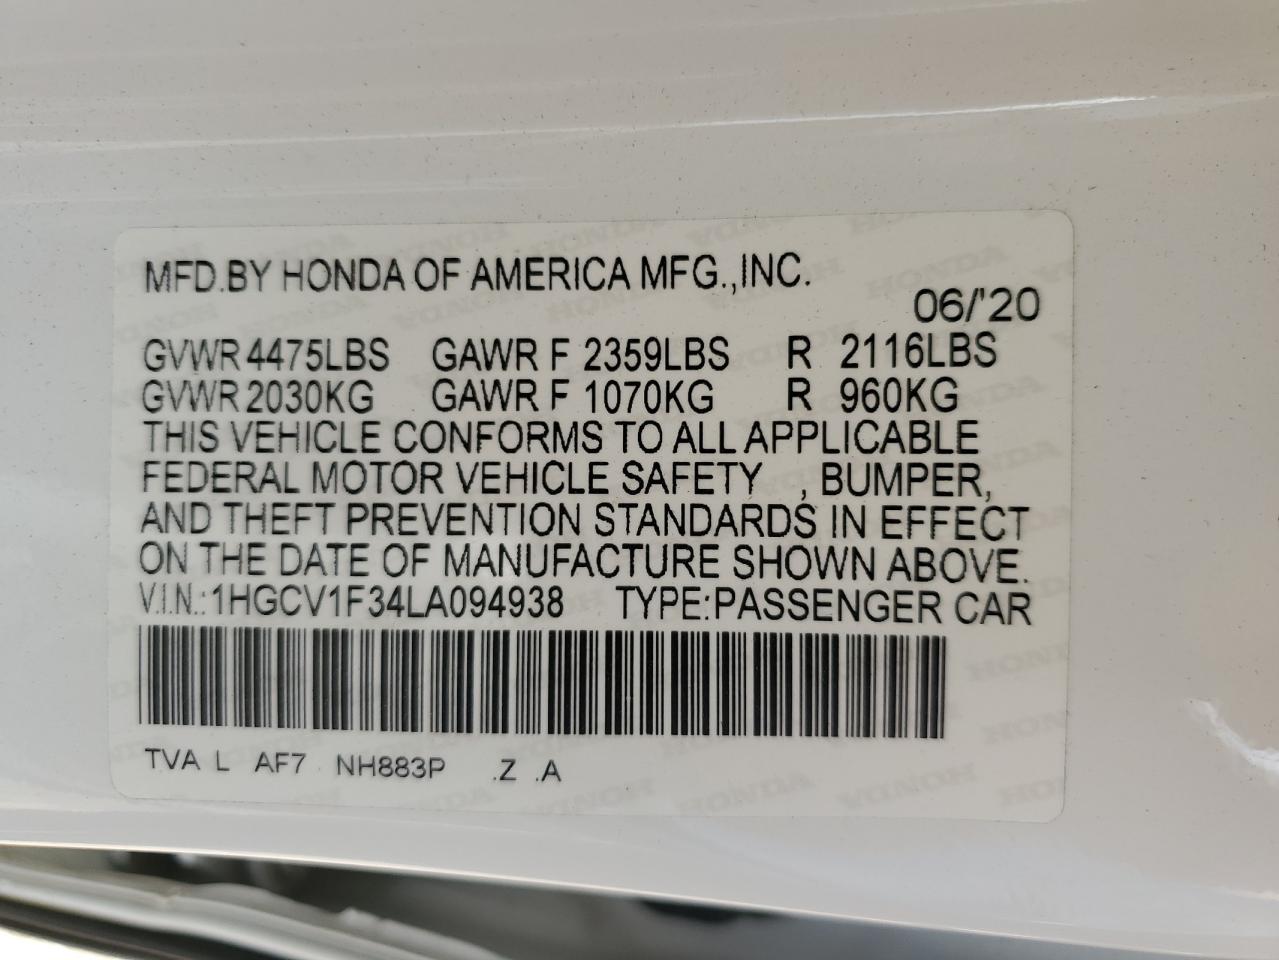 MFD.BY HONDA OF AMERICA MFG.,INC.
06/'20
GVWR 4475LBS GAWR F 2359LBS R 2116LBS
GVWR 2030KG GAWR F 1070KG R 960KG
THIS VEHICLE CONFORMS TO ALL APPLICABLE
FEDERAL MOTOR VEHICLE SAFETY , BUMPER,
AND THEFT PREVENTION STANDARDS IN EFFECT
ON THE DATE OF MANUFACTURE SHOWN ABOVE.
V.I.N.:1HGCV1F34LA094938 TYPE:PASSENGER CAR
TVA L AF7 NH883P .Z .A